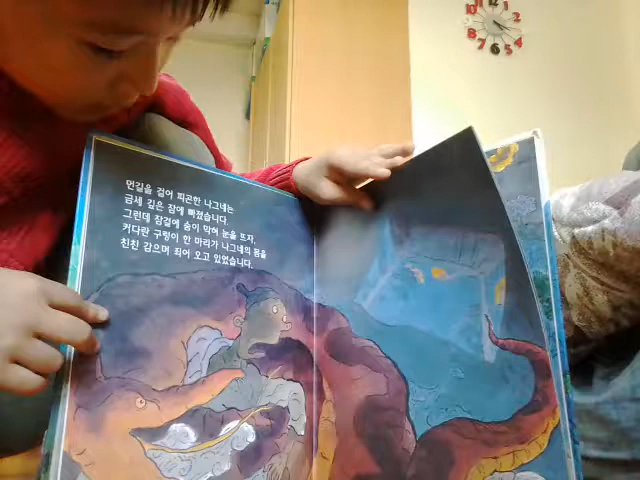 먼길을 걸어 피곤한 나그네는
금세 깊은 잠에 빠졌습니다.
그런데 잠결에 숨이 막혀 눈을 뜨자,
커다란 구렁이 한 마리가 나그네의 몸을
친친 감으며 죄어 오고 있었습니다.